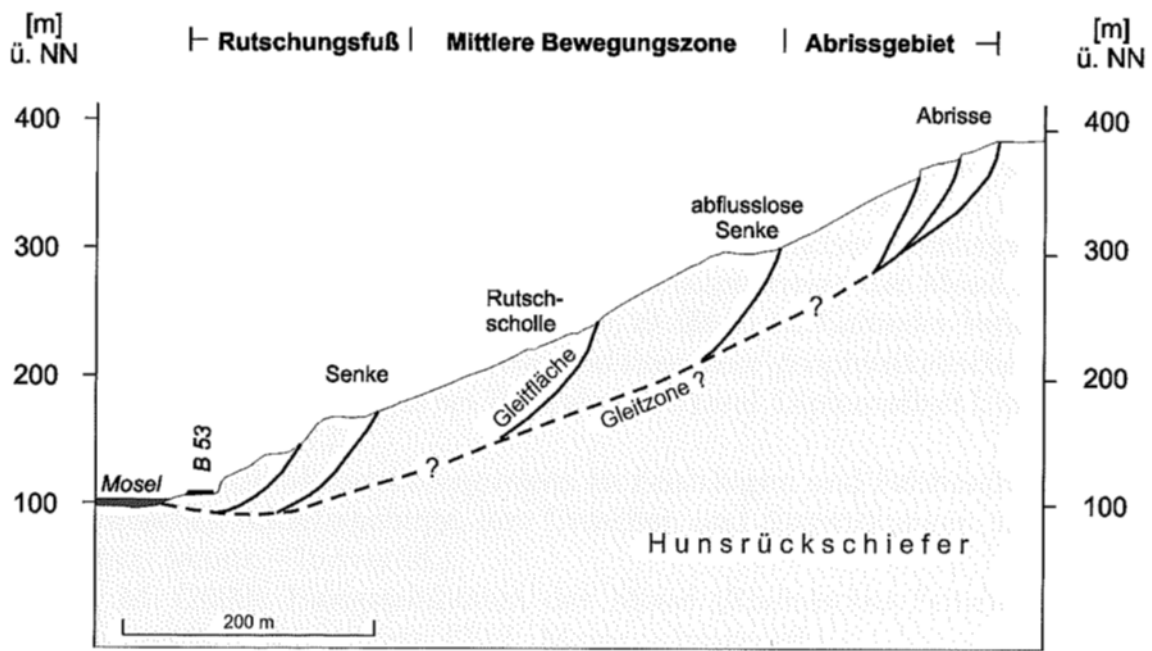 [m]
ü. NN
Rutschungsfuß
Mittlere Bewegungszone
Abrissgebiet
[m]
ü. NN
400
300
200
100
400
300
200
100
Abrisse
abflusslose
Senke
Rutsch-
scholle
Gleitfläche
Gleitzone ?
?
?
Senke
B 53
Mosel
Hunsrückschiefer
200 m